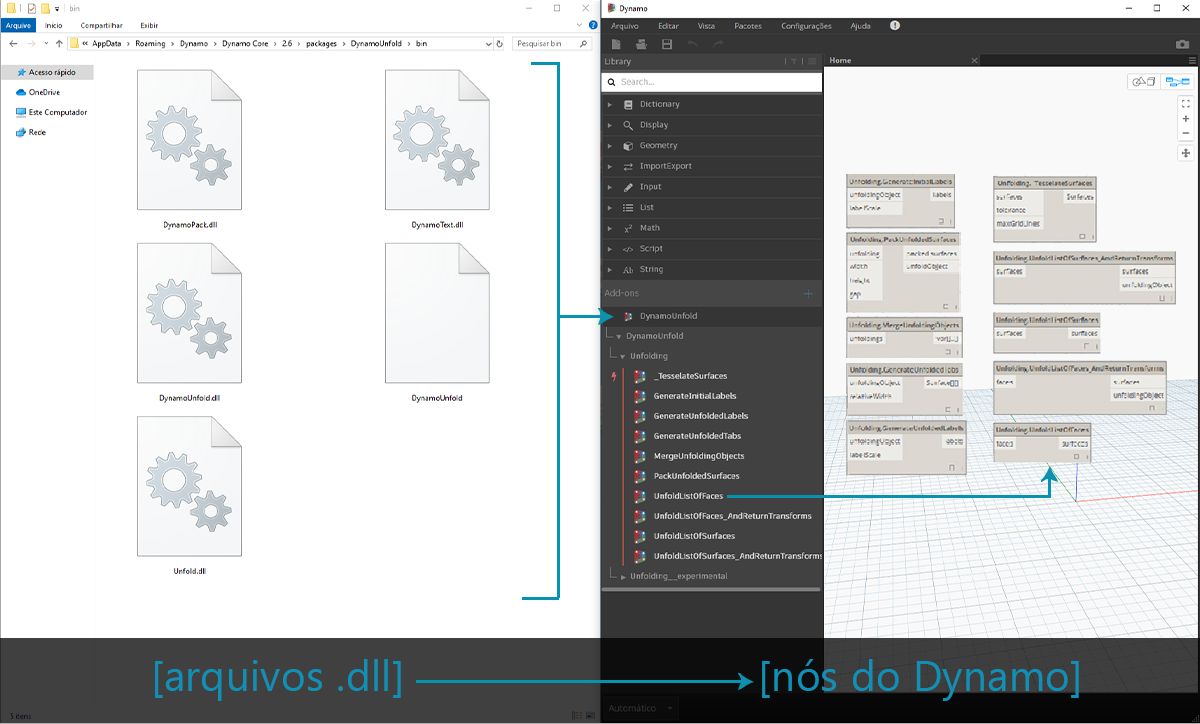 bin
Arquivo Início Compartilhar Exibir
« AppData › Roaming › Dynamo › Dynamo Core › 2.6 › packages › DynamoUnfold › bin
Pesquisar bin
Acesso rápido
OneDrive
Este Computador
Rede
DynamoPack.dll
DynamoText.dll
DynamoUnfold.dll
DynamoUnfold
Unfold.dll
5 itens
Dynamo
Arquivo Editar Vista Pacotes Configurações Ajuda
Library
Search...
Dictionary
Display
Geometry
ImportExport
Input
List
Math
Script
String
Add-ons
DynamoUnfold
DynamoUnfold
Unfolding
_TesselateSurfaces
GenerateInitialLabels
GenerateUnfoldedLabels
GenerateUnfoldedTabs
MergeUnfoldingObjects
PackUnfoldedSurfaces
UnfoldListOfFaces
UnfoldListOfFaces_AndReturnTransforms
UnfoldListOfSurfaces
UnfoldListOfSurfaces_AndReturnTransforms
Unfolding__experimental
Automático
Home
Unfolding.GenerateInitialLabels
unfoldingObject labels
labelScale
Unfolding.PackUnfoldedSurfaces
unfolding packed surfaces
width unfoldObject
height
gap
Unfolding.MergeUnfoldingObjects
unfoldings var[]..[]
Unfolding.GenerateUnfoldedTabs
unfoldingObject Surface[][]
relativeWidth
Unfolding.GenerateUnfoldedLabels
unfoldingObject labels
labelScale
Unfolding._TesselateSurfaces
surfaces Surfaces
tolerance
maxGridLines
Unfolding.UnfoldListOfSurfaces_AndReturnTransforms
surfaces surfaces
unfoldingObject
Unfolding.UnfoldListOfSurfaces
surfaces surfaces
Unfolding.UnfoldListOfFaces_AndReturnTransforms
faces surfaces
unfoldingObject
Unfolding.UnfoldListOfFaces
faces surfaces
[arquivos .dll] [nós do Dynamo]